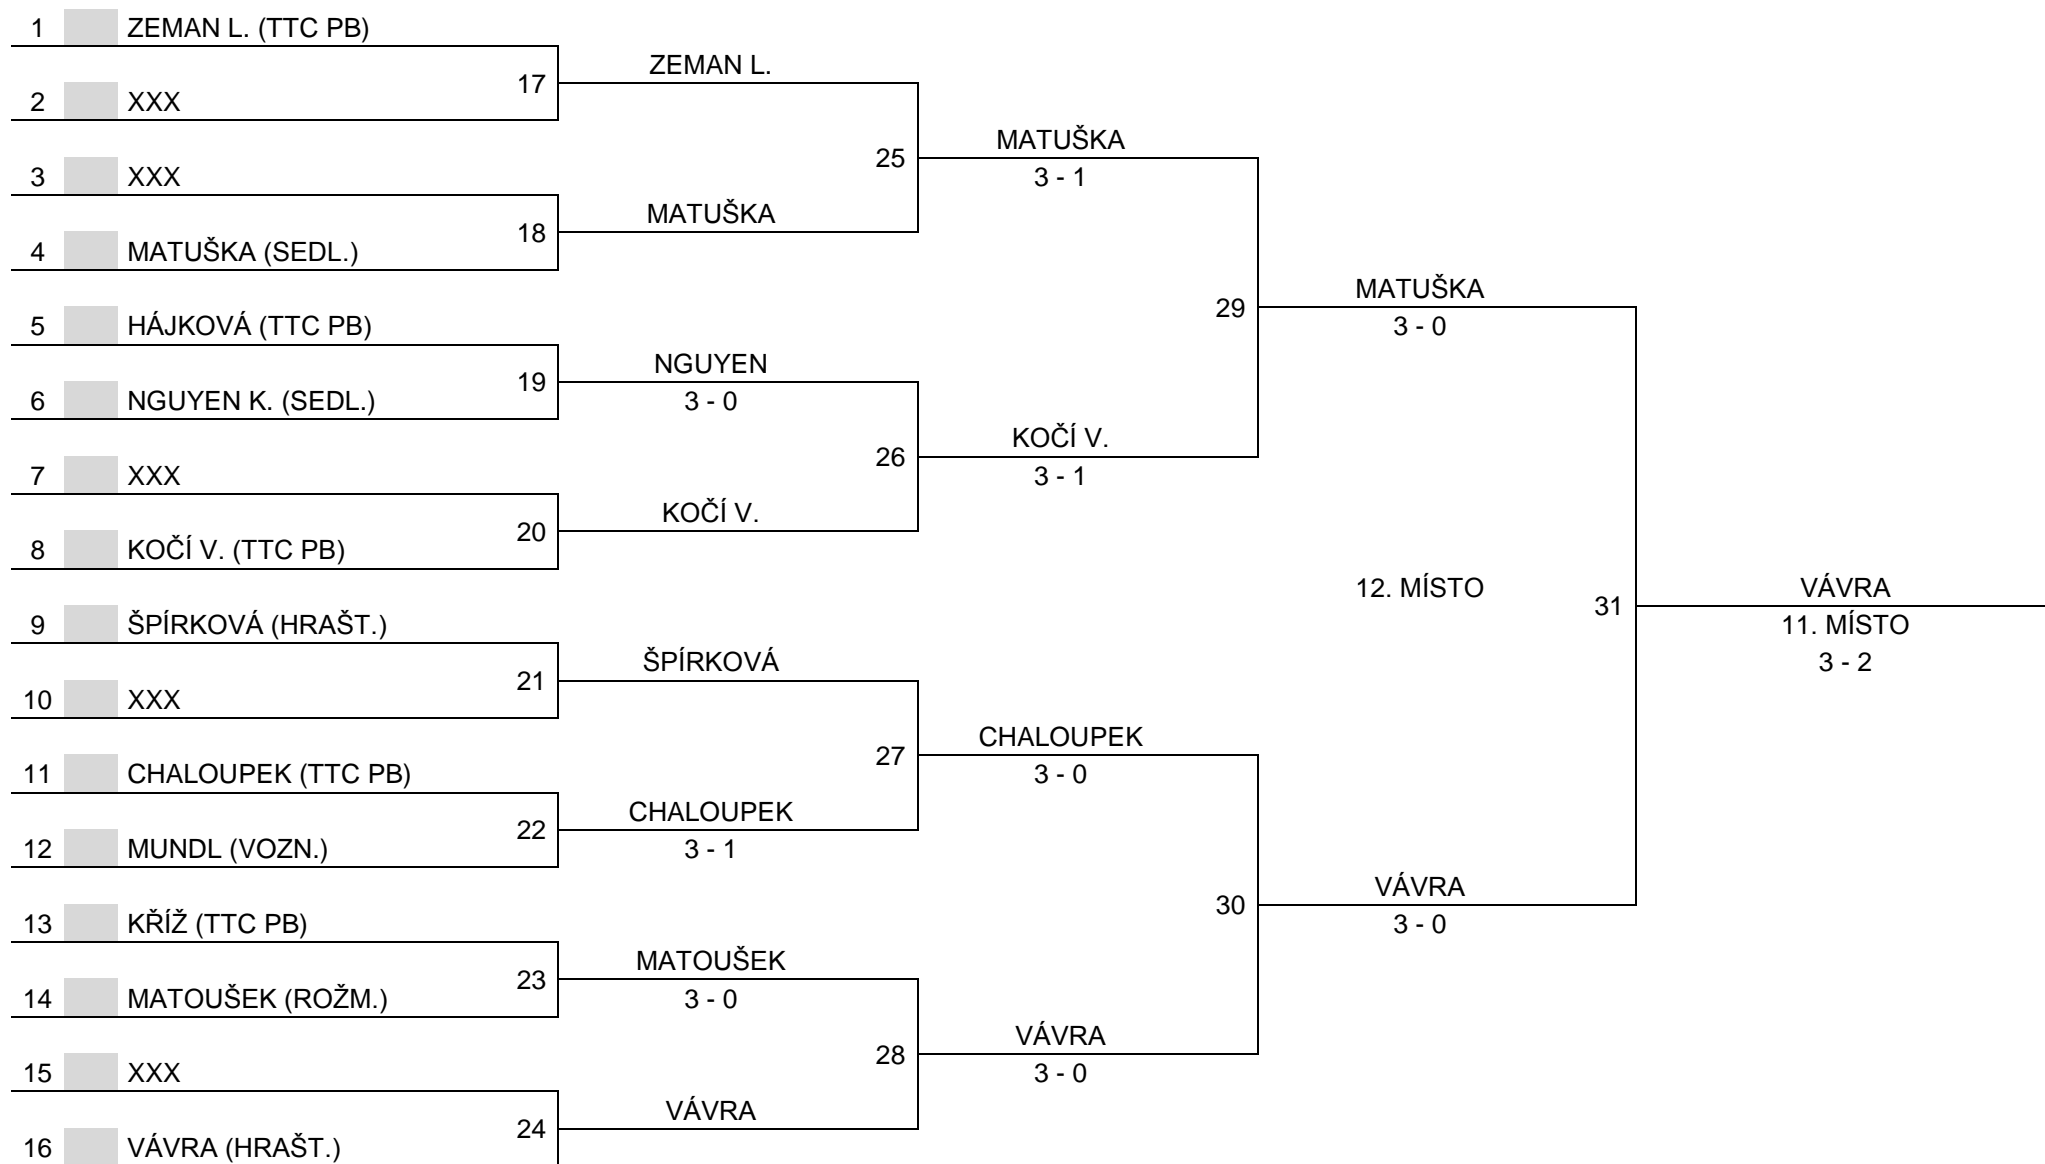 1 ZEMAN L. (TTC PB)
ZEMAN L.
17
2 XXX
MATUŠKA
25
3 XXX
3 - 1
MATUŠKA
18
4 MATUŠKA (SEDL.)
MATUŠKA
29
5 HÁJKOVÁ (TTC PB)
3 - 0
NGUYEN
19
6 NGUYEN K. (SEDL.)
3 - 0
KOČÍ V.
26
7 XXX
3 - 1
KOČÍ V.
20
8 KOČÍ V. (TTC PB)
12. MÍSTO
VÁVRA
31
9 ŠPÍRKOVÁ (HRAŠT.)
11. MÍSTO
ŠPÍRKOVÁ
3 - 2
21
10 XXX
CHALOUPEK
27
11 CHALOUPEK (TTC PB)
3 - 0
CHALOUPEK
22
12 MUNDL (VOZN.)
3 - 1
VÁVRA
30
13 KŘÍŽ (TTC PB)
3 - 0
MATOUŠEK
23
14 MATOUŠEK (ROŽM.)
3 - 0
VÁVRA
28
15 XXX
3 - 0
VÁVRA
24
16 VÁVRA (HRAŠT.)